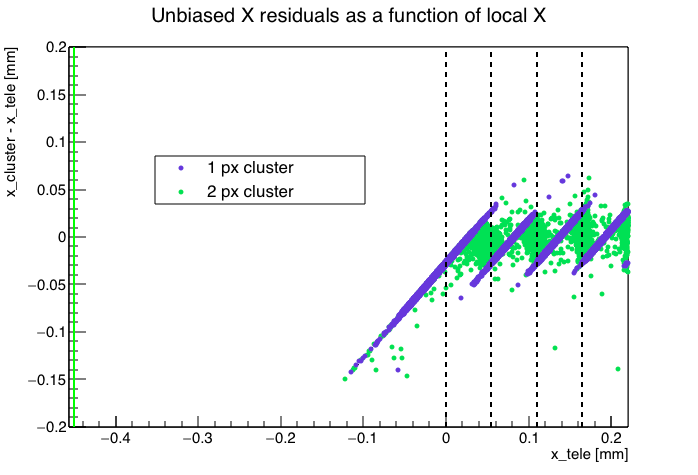 Unbiased X residuals as a function of local X
x_cluster - x_tele [mm]
0.2
0.15
0.1
0.05
0
−0.05
−0.1
−0.15
−0.2
1 px cluster
2 px cluster
−0.4 −0.3 −0.2 −0.1 0 0.1 0.2
x_tele [mm]